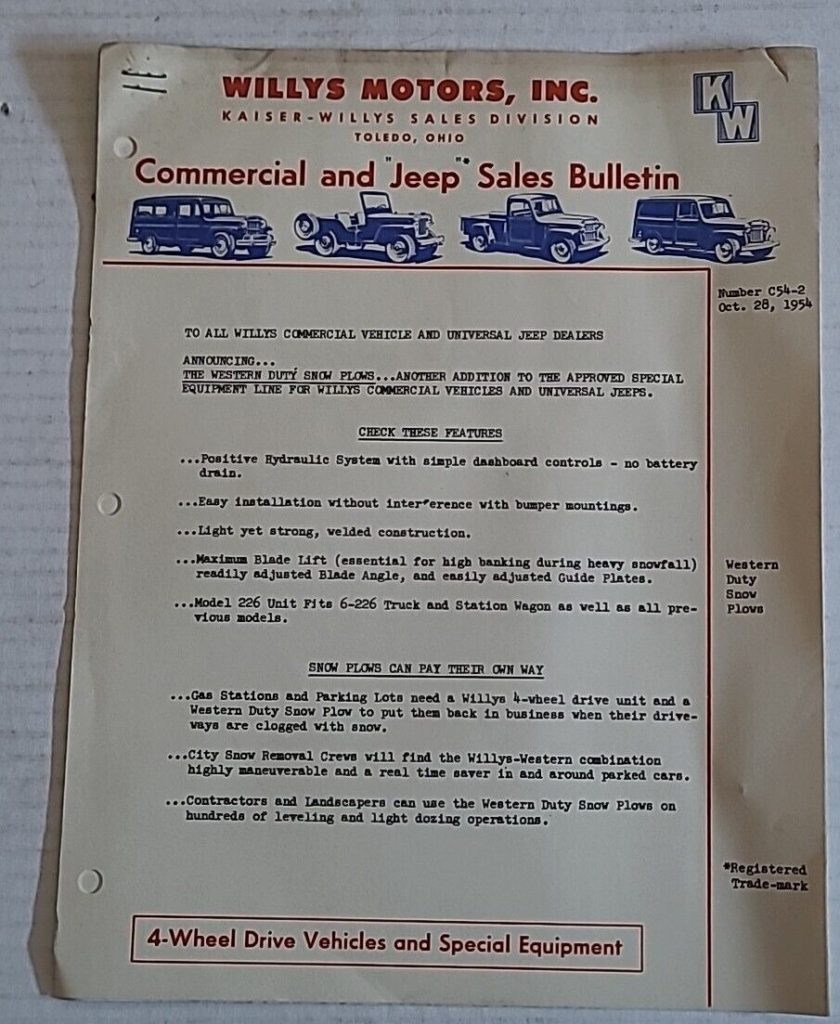 WILLYS MOTORS, INC.
KAISER-WILLYS SALES DIVISION
TOLEDO, OHIO
KW
Commercial and "Jeep"* Sales Bulletin
Number C54-2
Oct. 28, 1954
TO ALL WILLYS COMMERCIAL VEHICLE AND UNIVERSAL JEEP DEALERS
ANNOUNCING...
THE WESTERN DUTY SNOW PLOWS...ANOTHER ADDITION TO THE APPROVED SPECIAL
EQUIPMENT LINE FOR WILLYS COMMERCIAL VEHICLES AND UNIVERSAL JEEPS.
CHECK THESE FEATURES
...Positive Hydraulic System with simple dashboard controls - no battery
drain.
...Easy installation without interference with bumper mountings.
...Light yet strong, welded construction.
...Maximum Blade Lift (essential for high banking during heavy snowfall)
readily adjusted Blade Angle, and easily adjusted Guide Plates.
...Model 226 Unit Fits 6-226 Truck and Station Wagon as well as all pre-
vious models.
Western
Duty
Snow
Plows
SNOW PLOWS CAN PAY THEIR OWN WAY
...Gas Stations and Parking Lots need a Willys 4-wheel drive unit and a
Western Duty Snow Plow to put them back in business when their drive-
ways are clogged with snow.
...City Snow Removal Crews will find the Willys-Western combination
highly maneuverable and a real time saver in and around parked cars.
...Contractors and Landscapers can use the Western Duty Snow Plows on
hundreds of leveling and light dozing operations.
*Registered
Trade-mark
4-Wheel Drive Vehicles and Special Equipment